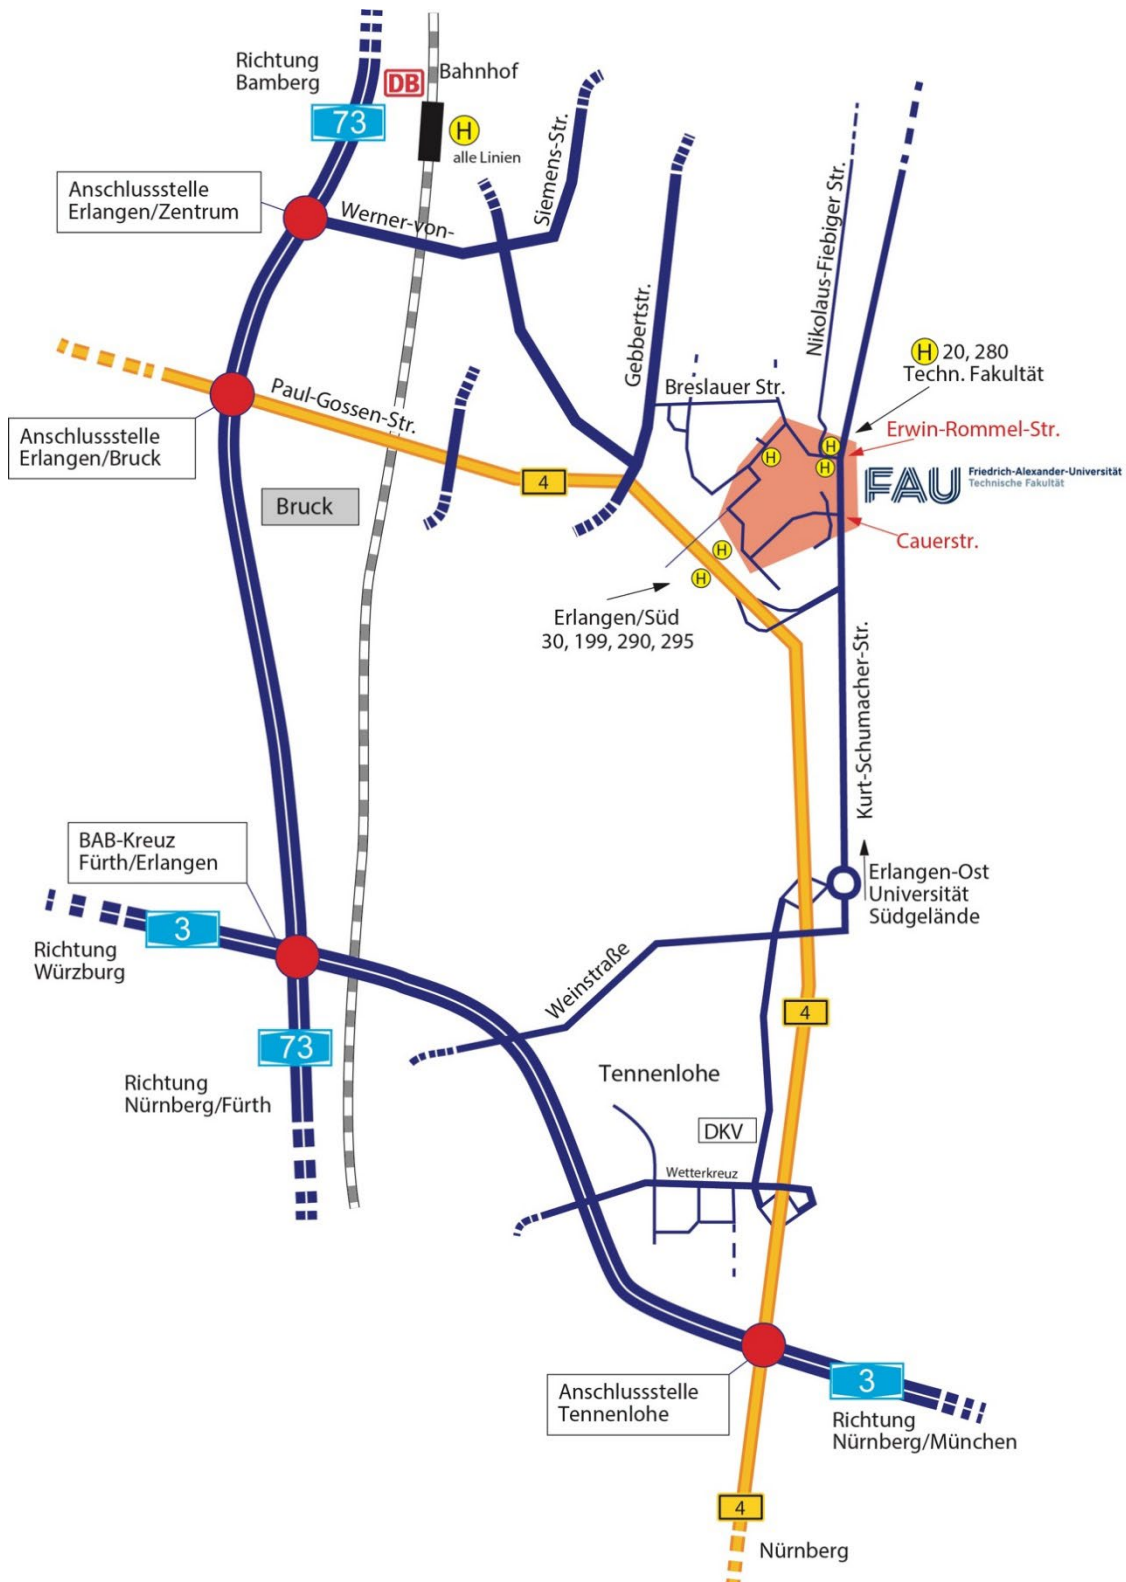 Richtung
Bamberg
DB
Bahnhof
73
H
alle Linien
Siemens-Str.
Anschlussstelle
Erlangen/Zentrum
Werner-von-
Nikolaus-Fiebiger Str.
Gebbertstr.
H 20, 280
Techn. Fakultät
Breslauer Str.
Paul-Gossen-Str.
Anschlussstelle
Erlangen/Bruck
H
H
H
Erwin-Rommel-Str.
FAU
Friedrich-Alexander-Universität
Technische Fakultät
4
Bruck
Cauerstr.
H
H
Erlangen/Süd
30, 199, 290, 295
Kurt-Schumacher-Str.
BAB-Kreuz
Fürth/Erlangen
Erlangen-Ost
Universität
Südgelände
3
Richtung
Würzburg
Weinstraße
4
73
Richtung
Nürnberg/Fürth
Tennenlohe
DKV
Wetterkreuz
Anschlussstelle
Tennenlohe
3
Richtung
Nürnberg/München
4
Nürnberg